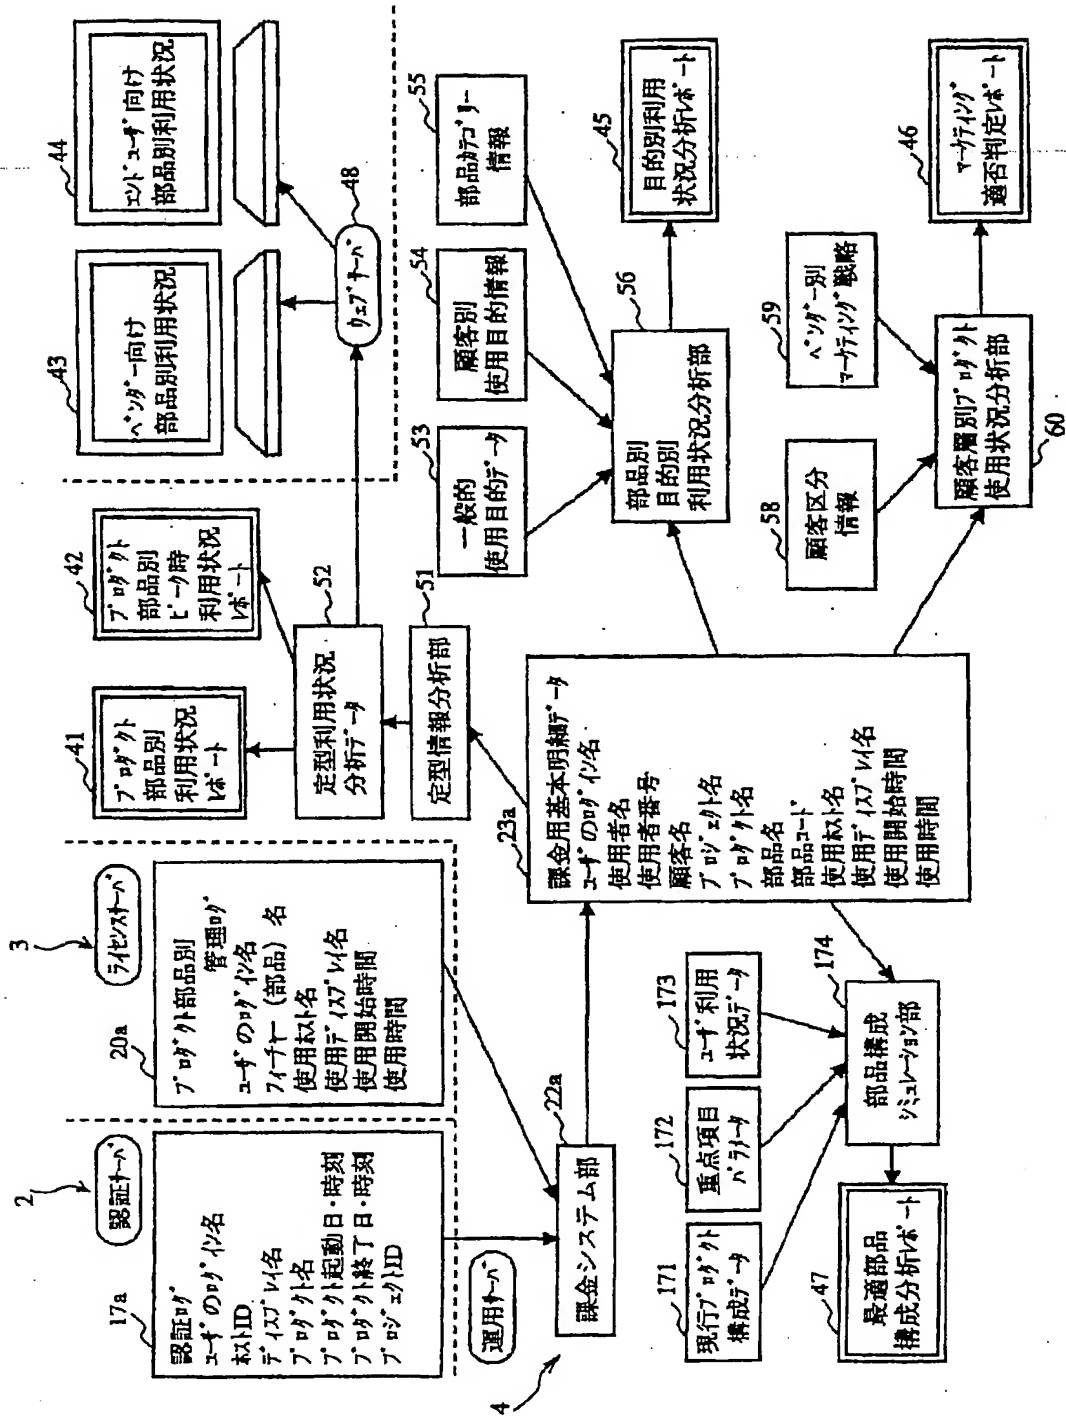 2
認証サーバ
17a
認証ログ
ユーザのログイン名
ホストID
ディスプレイ名
プロダクト名
プロダクト起動日・時刻
プロダクト終了日・時刻
プロジェクトID
3
ライセンスサーバ
20a
プロダクト部品別
管理ログ
ユーザのログイン名
フィーチャー（部品）名
使用ホスト名
使用ディスプレイ名
使用開始時間
使用時間
41
プロダクト
部品別
利用状況
レポート
42
プロダクト
部品別
ピーク時
利用状況
レポート
43
ベンダー向け
部品別利用状況
44
エンドユーザ向け
部品別利用状況
48
ウェブサーバ
52
定型利用状況
分析データ
51
定型情報分析部
4
運用サーバ
22a
課金システム部
23a
課金用基本明細データ
ユーザのログイン名
使用者名
使用者番号
顧客名
プロジェクト名
プロダクト名
部品名
部品コード
使用ホスト名
使用ディスプレイ名
使用開始時間
使用時間
53
一般的
使用目的データ
54
顧客別
使用目的情報
55
部品カテゴリー
情報
56
部品別
目的別
利用状況分析部
45
目的別利用
状況分析レポート
171
現行プロダクト
構成データ
172
重点項目
パラメータ
173
ユーザ利用
状況データ
174
部品構成
シミュレーション部
47
最適部品
構成分析レポート
58
顧客区分
情報
59
ベンダー別
マーケティング戦略
顧客層別プロダクト
使用状況分析部
60
46
マーケティング
適否判定レポート